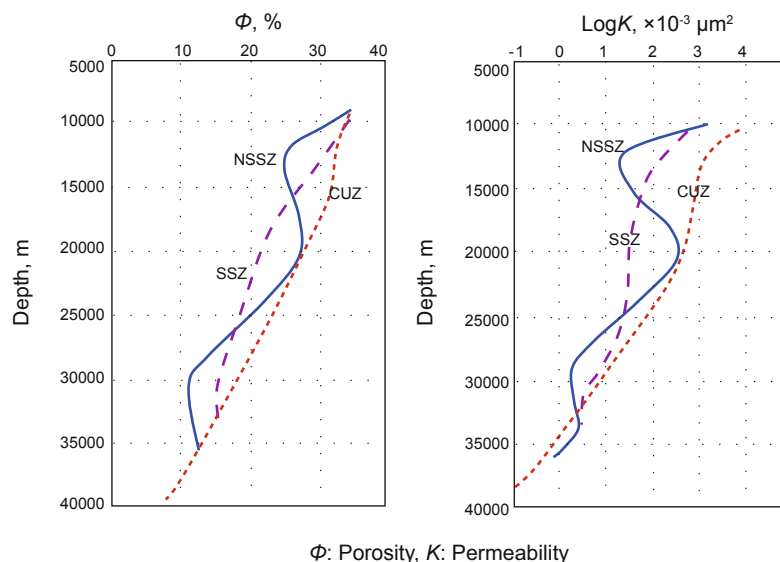 Φ, %
0 10 20 30 40
5000
10000
15000
20000
25000
30000
35000
40000
Depth, m
NSSZ
CUZ
SSZ
LogK, ×10⁻³ μm²
-1 0 1 2 3 4
5000
10000
15000
20000
25000
30000
35000
40000
Depth, m
NSSZ
CUZ
SSZ
Φ: Porosity, K: Permeability